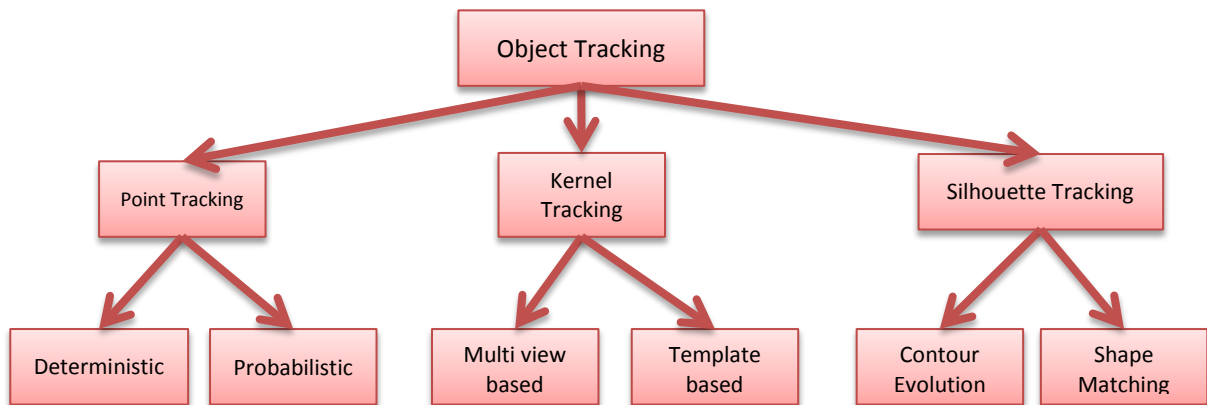 Object Tracking
Point Tracking
Kernel
Tracking
Silhouette Tracking
Deterministic
Probabilistic
Multi view
based
Template
based
Contour
Evolution
Shape
Matching